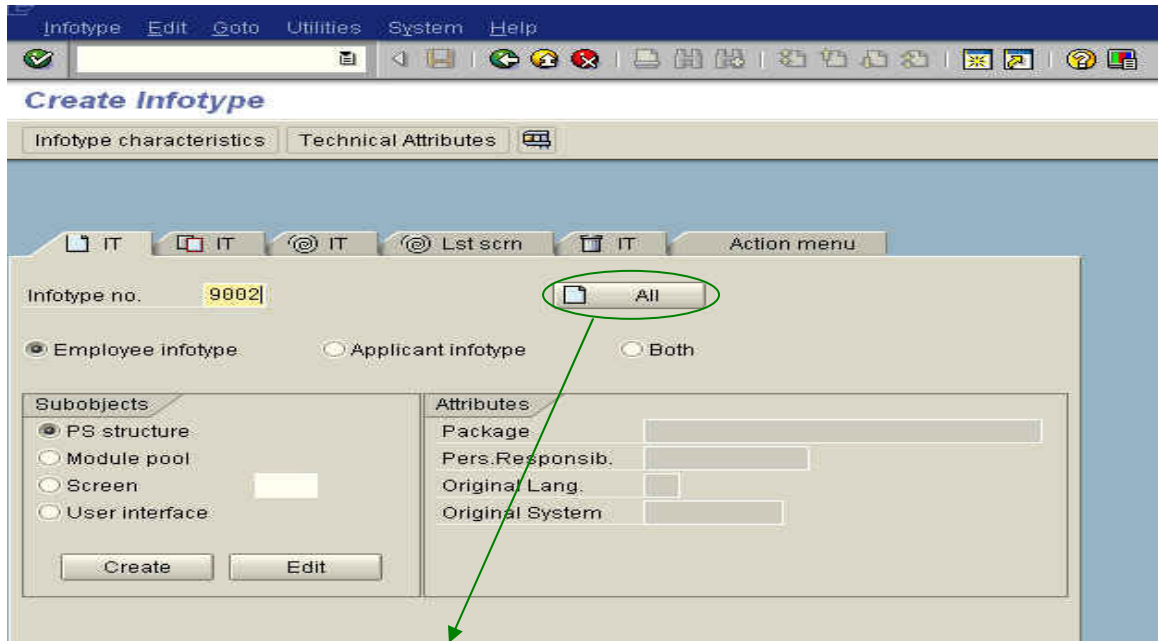 Infotype Edit Goto Utilities System Help
Create Infotype
Infotype characteristics Technical Attributes
IT IT IT Lst scrn IT Action menu
Infotype no. 9002 All
Employee infotype Applicant infotype Both
Subobjects Attributes
PS structure Package
Module pool Pers.Responsib.
Screen Original Lang.
User interface Original System
Create Edit